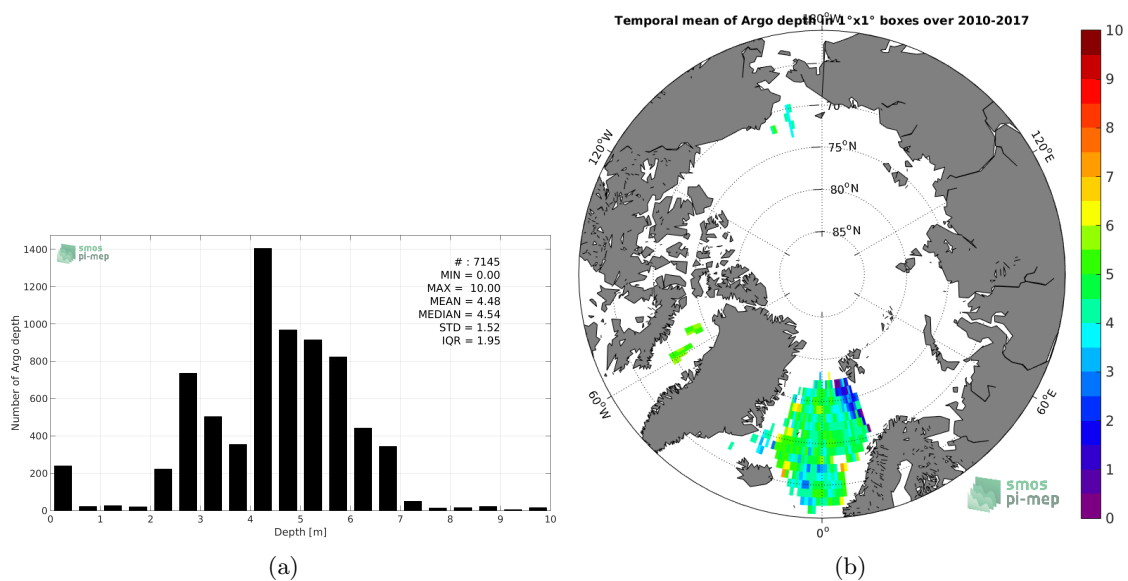 Temporal mean of Argo depth in 1°x1° boxes over 2010-2017
180°W
smos
pi-mep
# : 7145
MIN = 0.00
MAX = 10.00
MEAN = 4.48
MEDIAN = 4.54
STD = 1.52
IQR = 1.95
Number of Argo depth
1400
1200
1000
800
600
400
200
0
0 1 2 3 4 5 6 7 8 9 10
Depth [m]
120°W
120°E
60°W
60°E
0°
75°N
80°N
85°N
smos
pi-mep
10
9
8
7
6
5
4
3
2
1
0
(a)
(b)